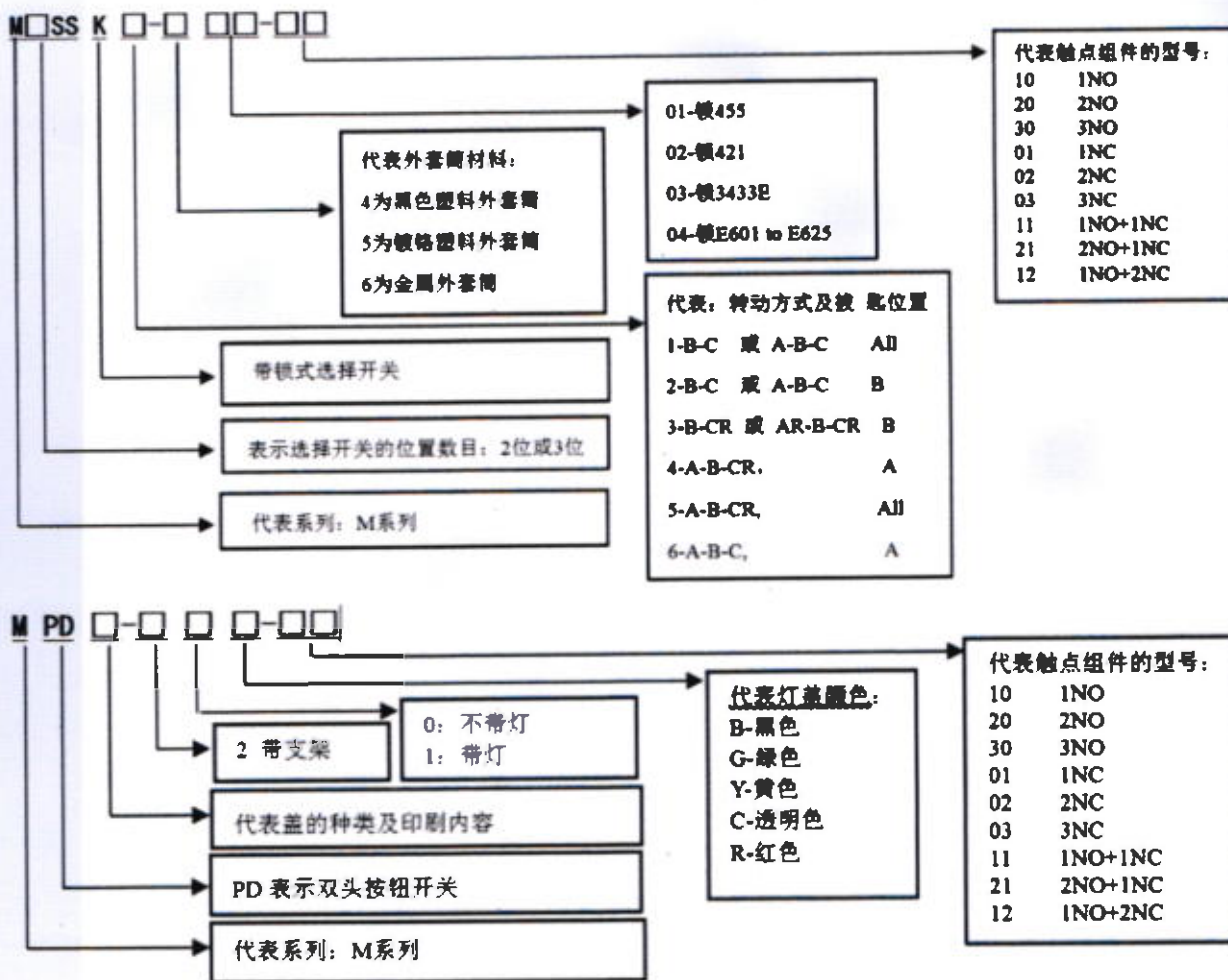 M□SS K □-□ □□-□□
代表触点组件的型号:
10 1NO
20 2NO
30 3NO
01 1NC
02 2NC
03 3NC
11 1NO+1NC
21 2NO+1NC
12 1NO+2NC
01-锁455
02-锁421
03-锁3433E
04-锁E601 to E625
代表外套筒材料:
4为黑色塑料外套筒
5为镀铬塑料外套筒
6为金属外套筒
代表: 转动方式及拔 匙位置
1-B-C 或 A-B-C All
2-B-C 或 A-B-C B
3-B-CR 或 AR-B-CR B
4-A-B-CR, A
5-A-B-CR, All
6-A-B-C, A
带锁式选择开关
表示选择开关的位置数目: 2位或3位
代表系列: M系列
M PD □-□ □ □-□□
代表触点组件的型号:
10 1NO
20 2NO
30 3NO
01 1NC
02 2NC
03 3NC
11 1NO+1NC
21 2NO+1NC
12 1NO+2NC
代表灯盖颜色:
B-黑色
G-绿色
Y-黄色
C-透明色
R-红色
0: 不带灯
1: 带灯
2 带支架
代表盖的种类及印刷内容
PD 表示双头按钮开关
代表系列: M系列